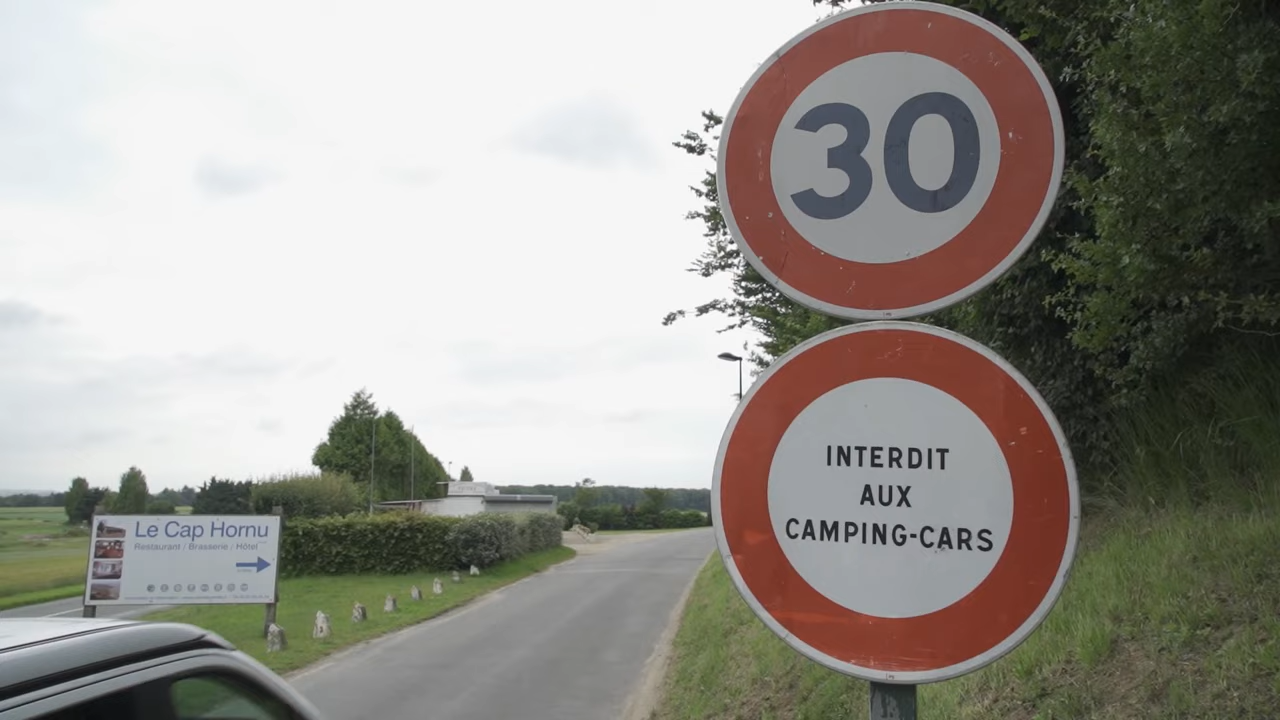 30
INTERDIT
AUX
CAMPING-CARS
Le Cap Hornu
Restaurant / Brasserie / Hôtel